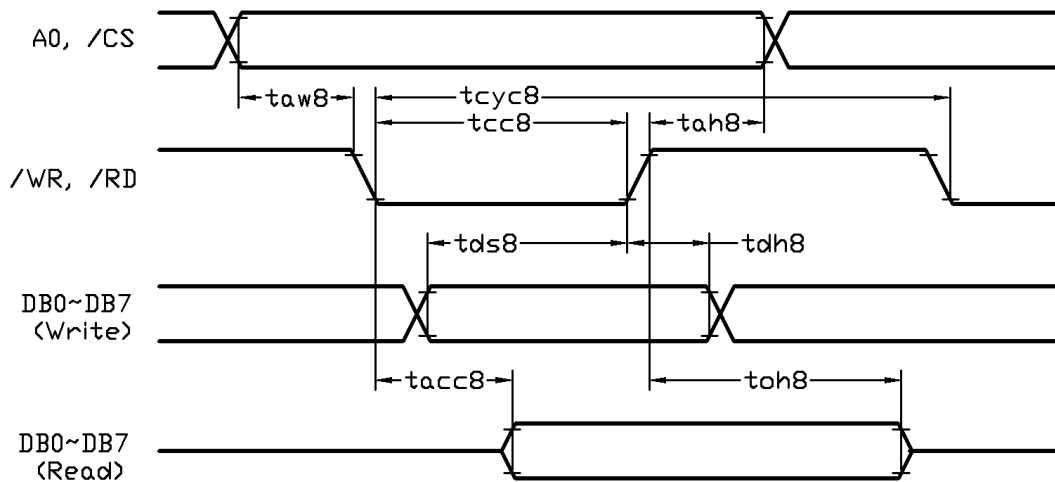 A0, /CS
taw8
tcyc8
tcc8
tah8
/WR, /RD
tds8
tdh8
DB0~DB7
(Write)
tacc8
toh8
DB0~DB7
(Read)